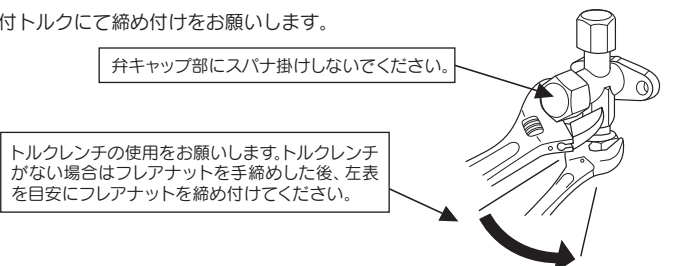 付トルクにて締め付けをお願いします。
弁キャップ部にスパナ掛けしないでください。
トルクレンチの使用をお願いします。トルクレンチ
がない場合はフレアナットを手締めした後、左表
を目安にフレアナットを締め付けてください。